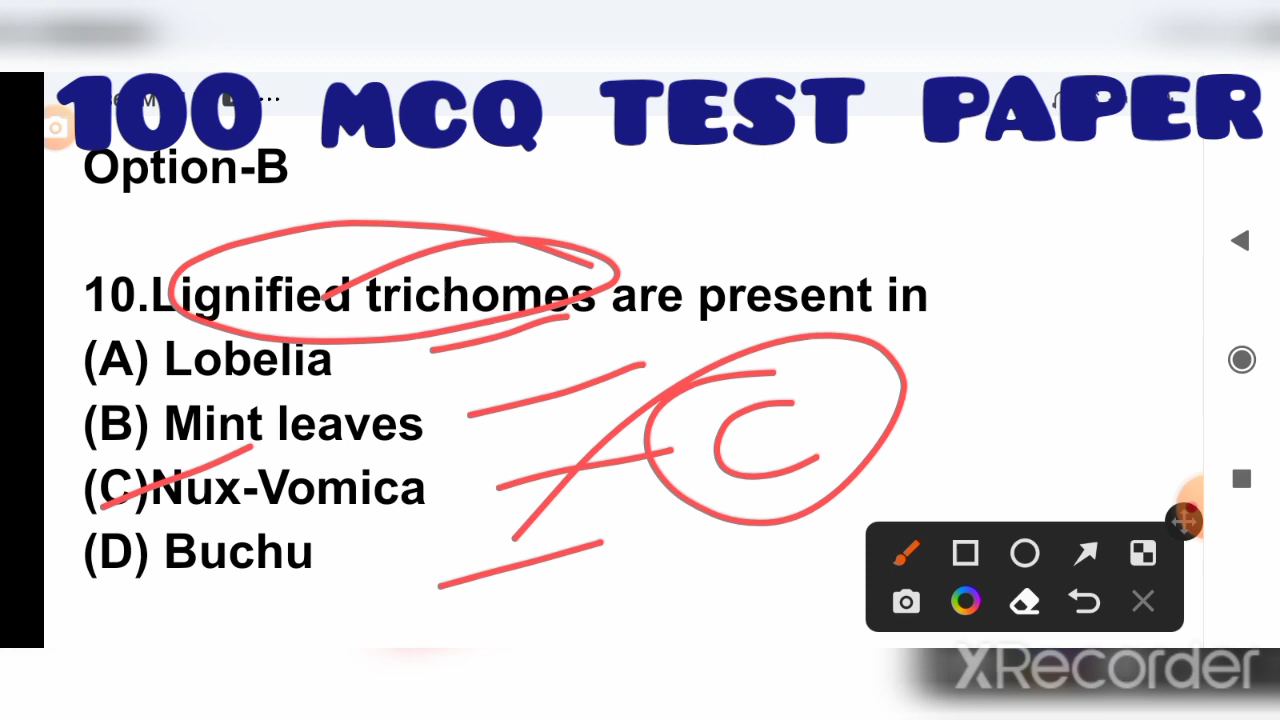 100 MCQ TEST PAPER
Option-B
10.Lignified trichomes are present in
(A) Lobelia
(B) Mint leaves
(C)Nux-Vomica
(D) Buchu
C
XRecorder